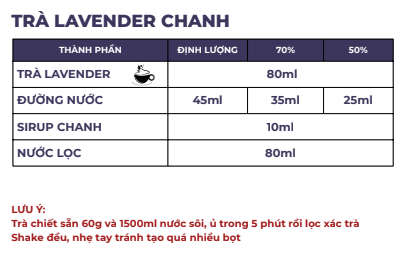 TRÀ LAVENDER CHANH
THÀNH PHẦN ĐỊNH LƯỢNG 70% 50%
TRÀ LAVENDER 80ml
ĐƯỜNG NƯỚC 45ml 35ml 25ml
SIRUP CHANH 10ml
NƯỚC LỌC 80ml
LƯU Ý:
Trà chiết sẵn 60g và 1500ml nước sôi, ủ trong 5 phút rồi lọc xác trà
Shake đều, nhẹ tay tránh tạo quá nhiều bọt